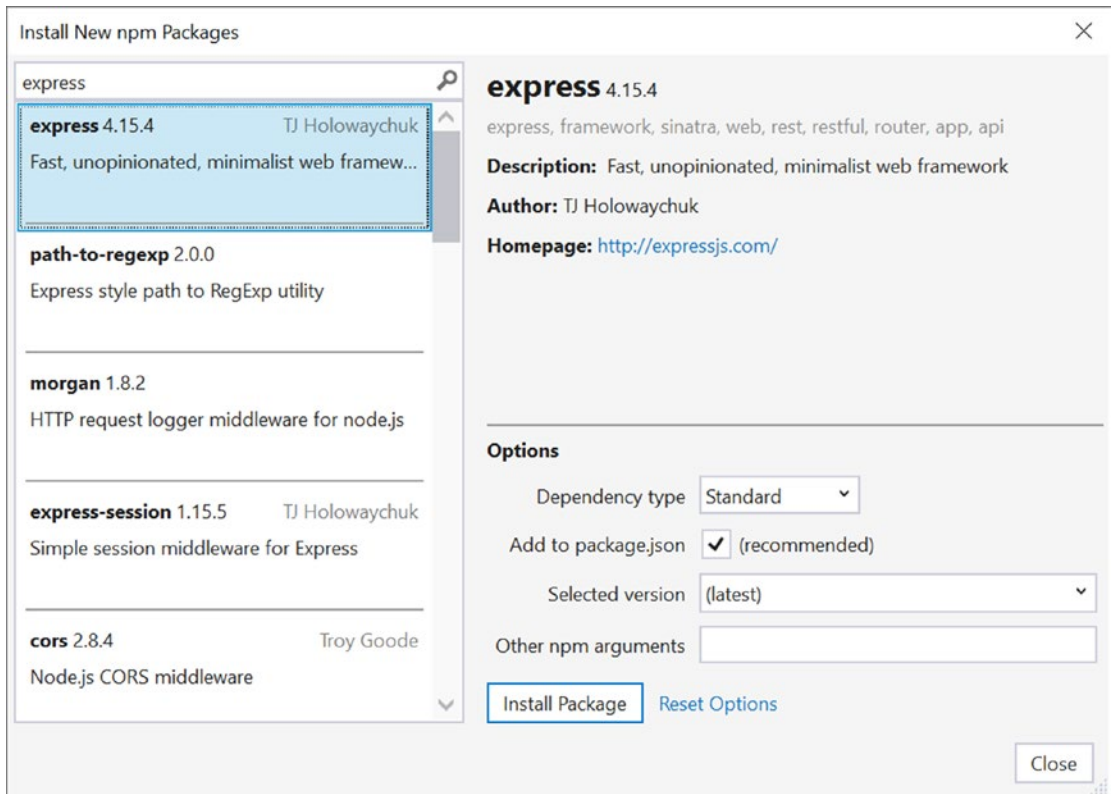 Install New npm Packages
express
express 4.15.4 TJ Holowaychuk
Fast, unopinionated, minimalist web framew...
path-to-regexp 2.0.0
Express style path to RegExp utility
morgan 1.8.2
HTTP request logger middleware for node.js
express-session 1.15.5 TJ Holowaychuk
Simple session middleware for Express
cors 2.8.4 Troy Goode
Node.js CORS middleware
express 4.15.4
express, framework, sinatra, web, rest, restful, router, app, api
Description: Fast, unopinionated, minimalist web framework
Author: TJ Holowaychuk
Homepage: http://expressjs.com/
Options
Dependency type Standard
Add to package.json (recommended)
Selected version (latest)
Other npm arguments
Install Package Reset Options
Close